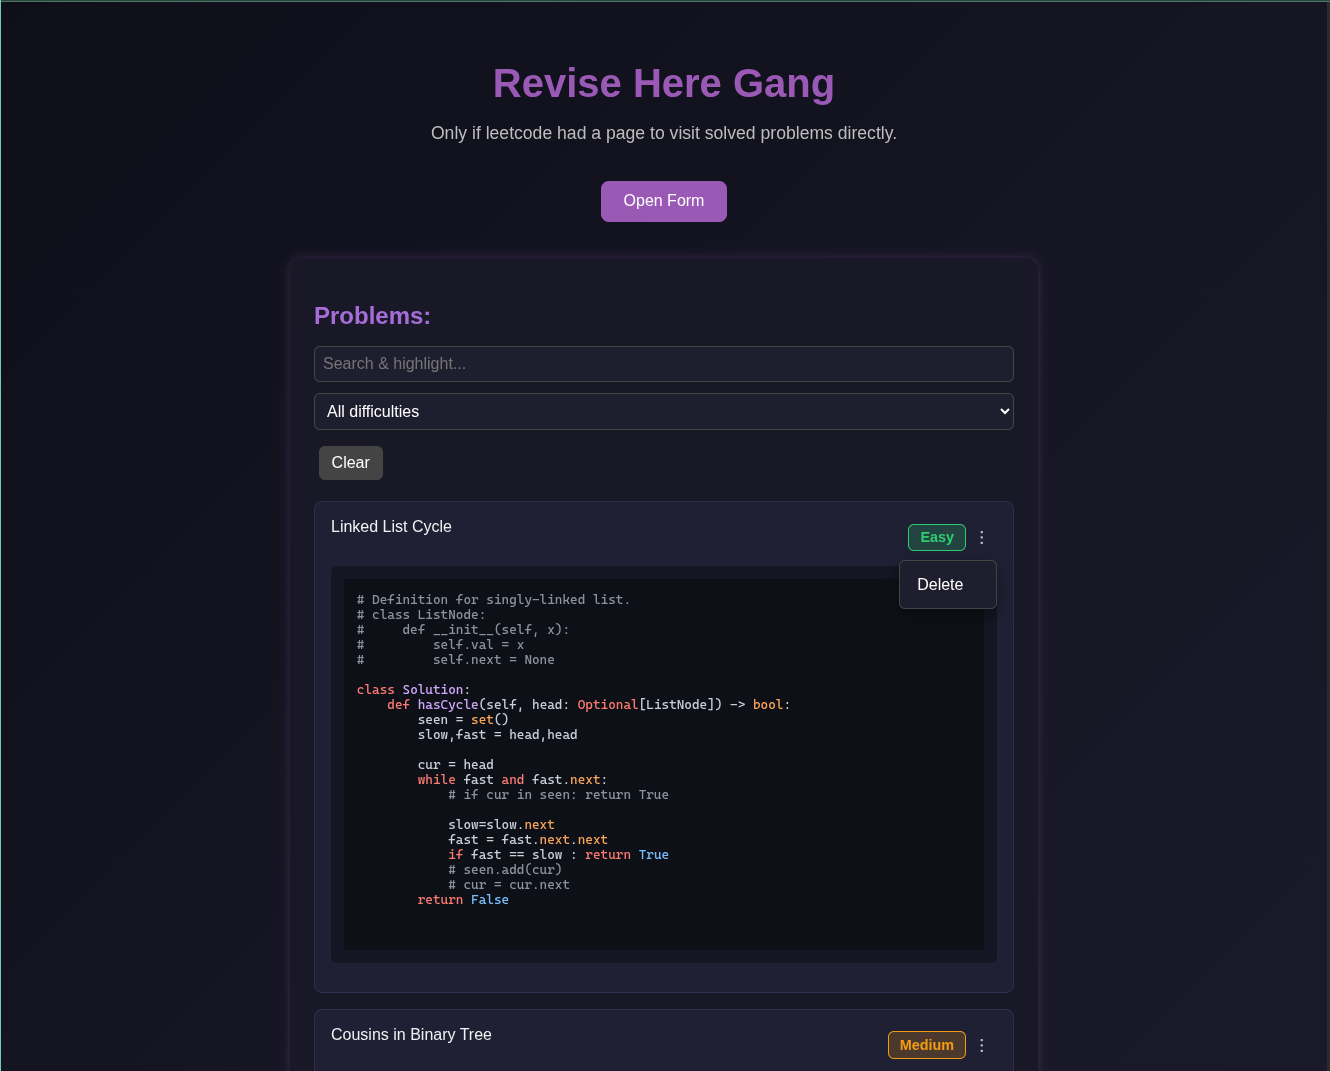 Revise Here Gang
Only if leetcode had a page to visit solved problems directly.
Open Form
Problems:
Search & highlight...
All difficulties
Clear
Linked List Cycle
Easy
Delete
# Definition for singly-linked list.
# class ListNode:
#     def __init__(self, x):
#         self.val = x
#         self.next = None
class Solution:
    def hasCycle(self, head: Optional[ListNode]) -> bool:
        seen = set()
        slow,fast = head,head
        cur = head
        while fast and fast.next:
            # if cur in seen: return True
            slow=slow.next
            fast = fast.next.next
            if fast == slow : return True
            # seen.add(cur)
            # cur = cur.next
        return False
Cousins in Binary Tree
Medium